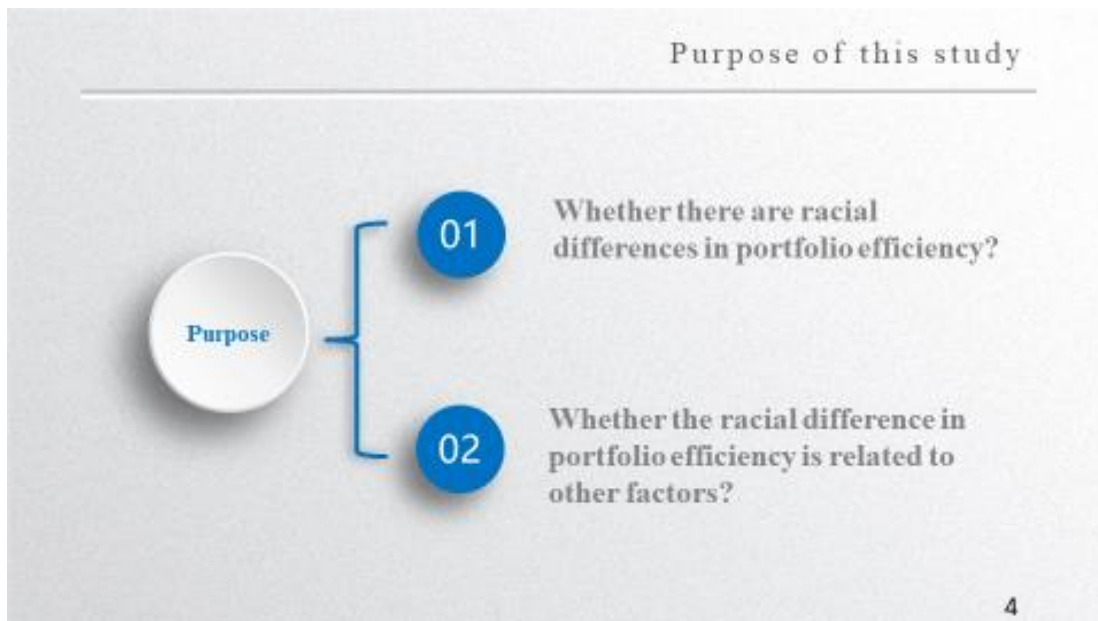 Purpose of this study
Purpose
01
Whether there are racial
differences in portfolio efficiency?
02
Whether the racial difference in
portfolio efficiency is related to
other factors?
4